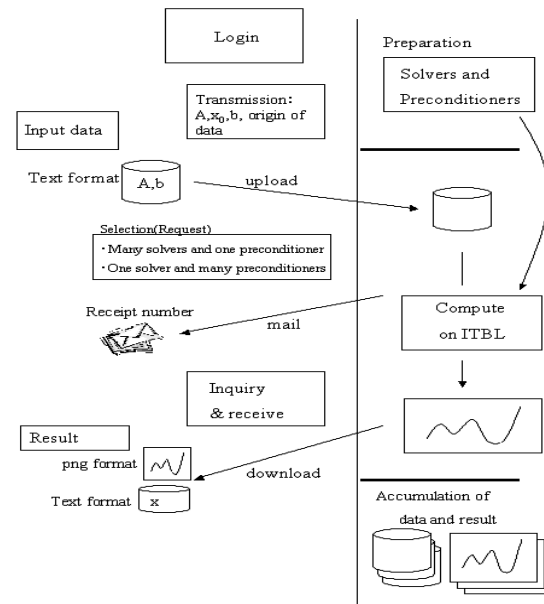 Login
Preparation
Solvers and
Preconditioners
Transmission:
A,x₀,b, origin of
data
Input data
Text format
A,b
upload
Selection(Request)
・Many solvers and one preconditioner
・One solver and many preconditioners
Receipt number
mail
Compute
on ITBL
Inquiry
& receive
Result
png format
download
Text format
x
Accumulation of
data and result